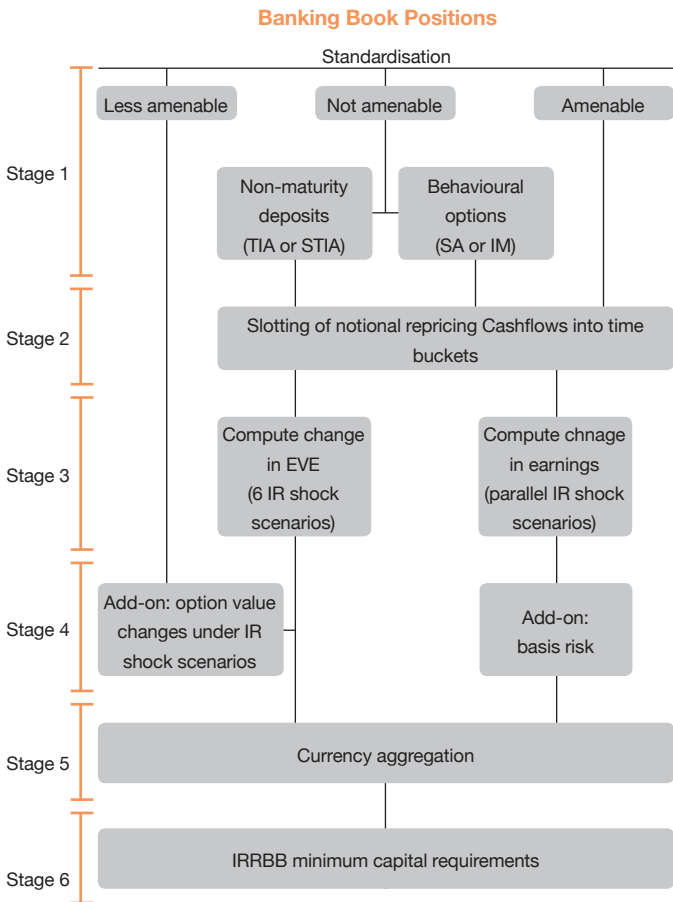 Banking Book Positions
Standardisation
Less amenable
Not amenable
Amenable
Stage 1
Non-maturity
deposits
(TIA or STIA)
Behavioural
options
(SA or IM)
Stage 2
Slotting of notional repricing Cashflows into time
buckets
Stage 3
Compute change
in EVE
(6 IR shock
scenarios)
Compute chnage
in earnings
(parallel IR shock
scenarios)
Stage 4
Add-on: option value
changes under IR
shock scenarios
Add-on:
basis risk
Stage 5
Currency aggregation
IRRBB minimum capital requirements
Stage 6